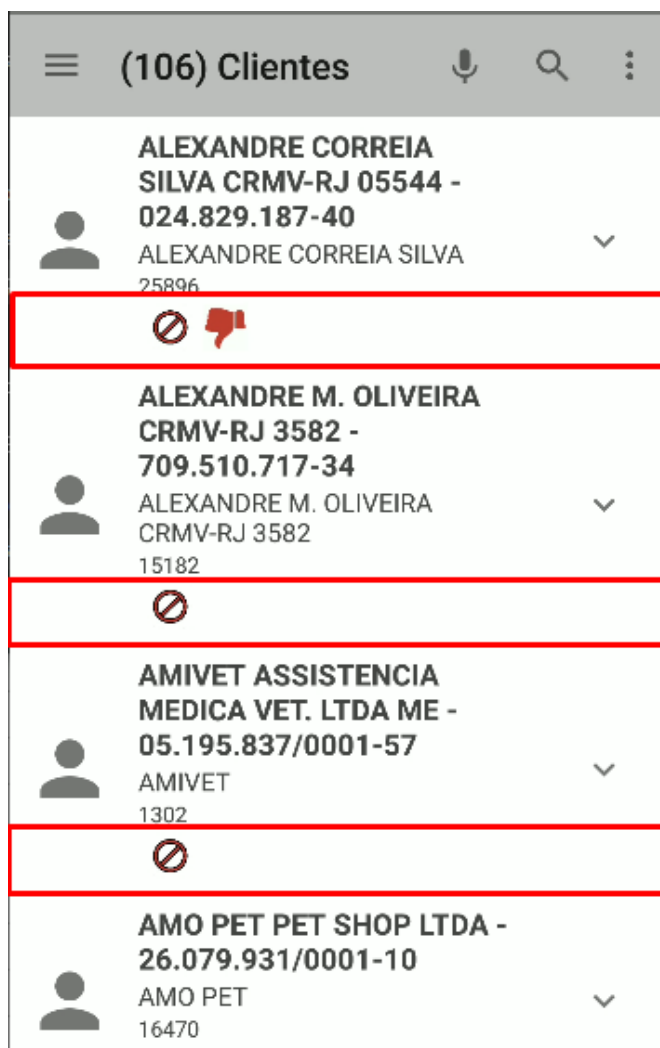 (106) Clientes
ALEXANDRE CORREIA
SILVA CRMV-RJ 05544 -
024.829.187-40
ALEXANDRE CORREIA SILVA
25896
ALEXANDRE M. OLIVEIRA
CRMV-RJ 3582 -
709.510.717-34
ALEXANDRE M. OLIVEIRA
CRMV-RJ 3582
15182
AMIVET ASSISTENCIA
MEDICA VET. LTDA ME -
05.195.837/0001-57
AMIVET
1302
AMO PET PET SHOP LTDA -
26.079.931/0001-10
AMO PET
16470